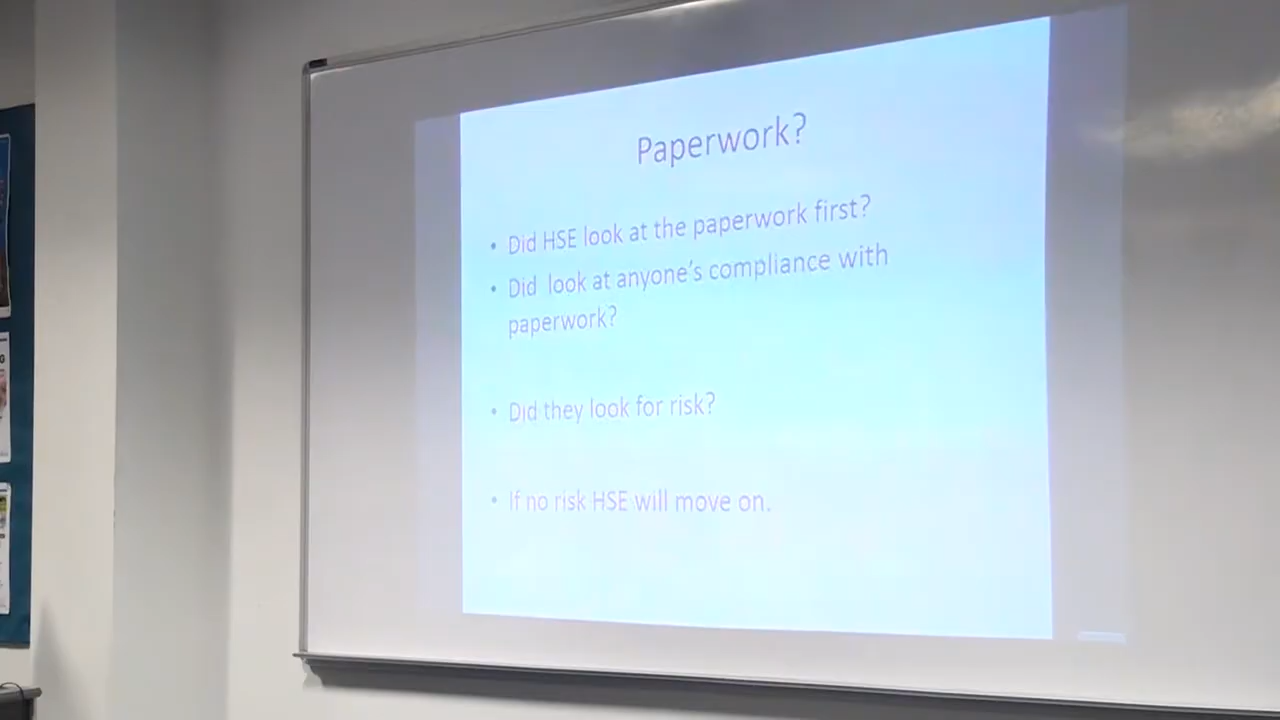 Paperwork?
• Did HSE look at the paperwork first?
• Did look at anyone's compliance with
paperwork?
• Did they look for risk?
• If no risk HSE will move on.